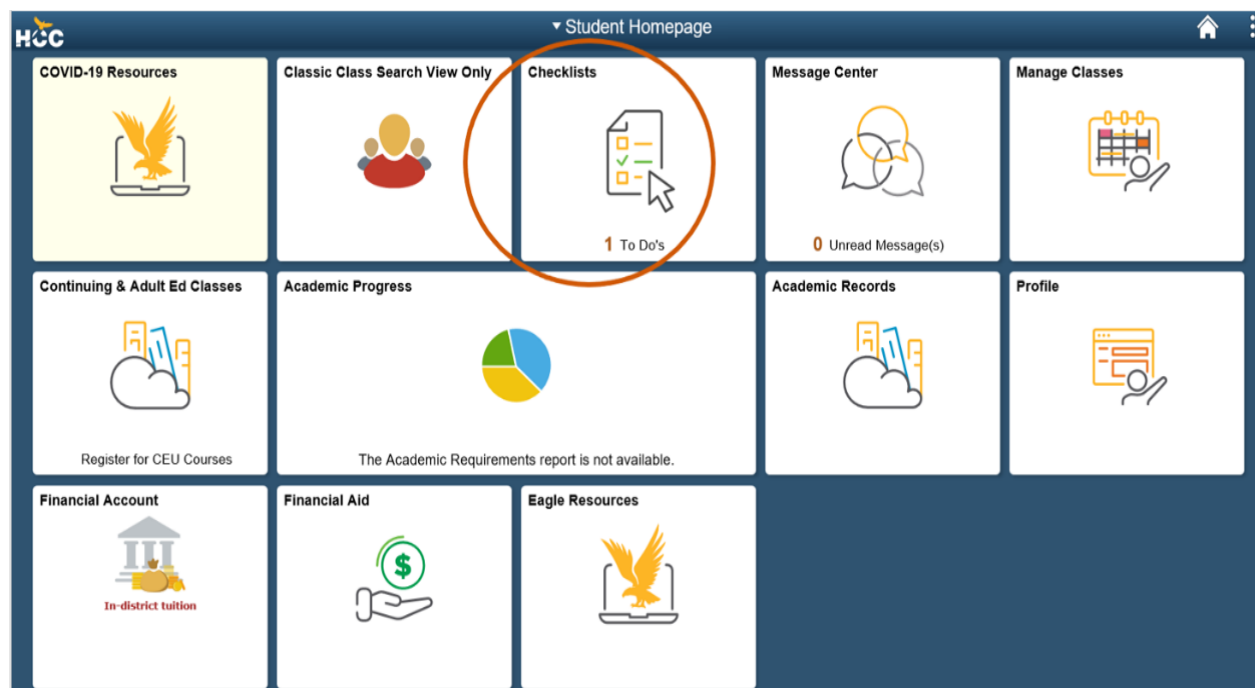 HCC
Student Homepage
COVID-19 Resources
Classic Class Search View Only
Checklists
1 To Do's
Message Center
0 Unread Message(s)
Manage Classes
Continuing & Adult Ed Classes
Register for CEU Courses
Academic Progress
The Academic Requirements report is not available.
Academic Records
Profile
Financial Account
In-district tuition
Financial Aid
$
Eagle Resources